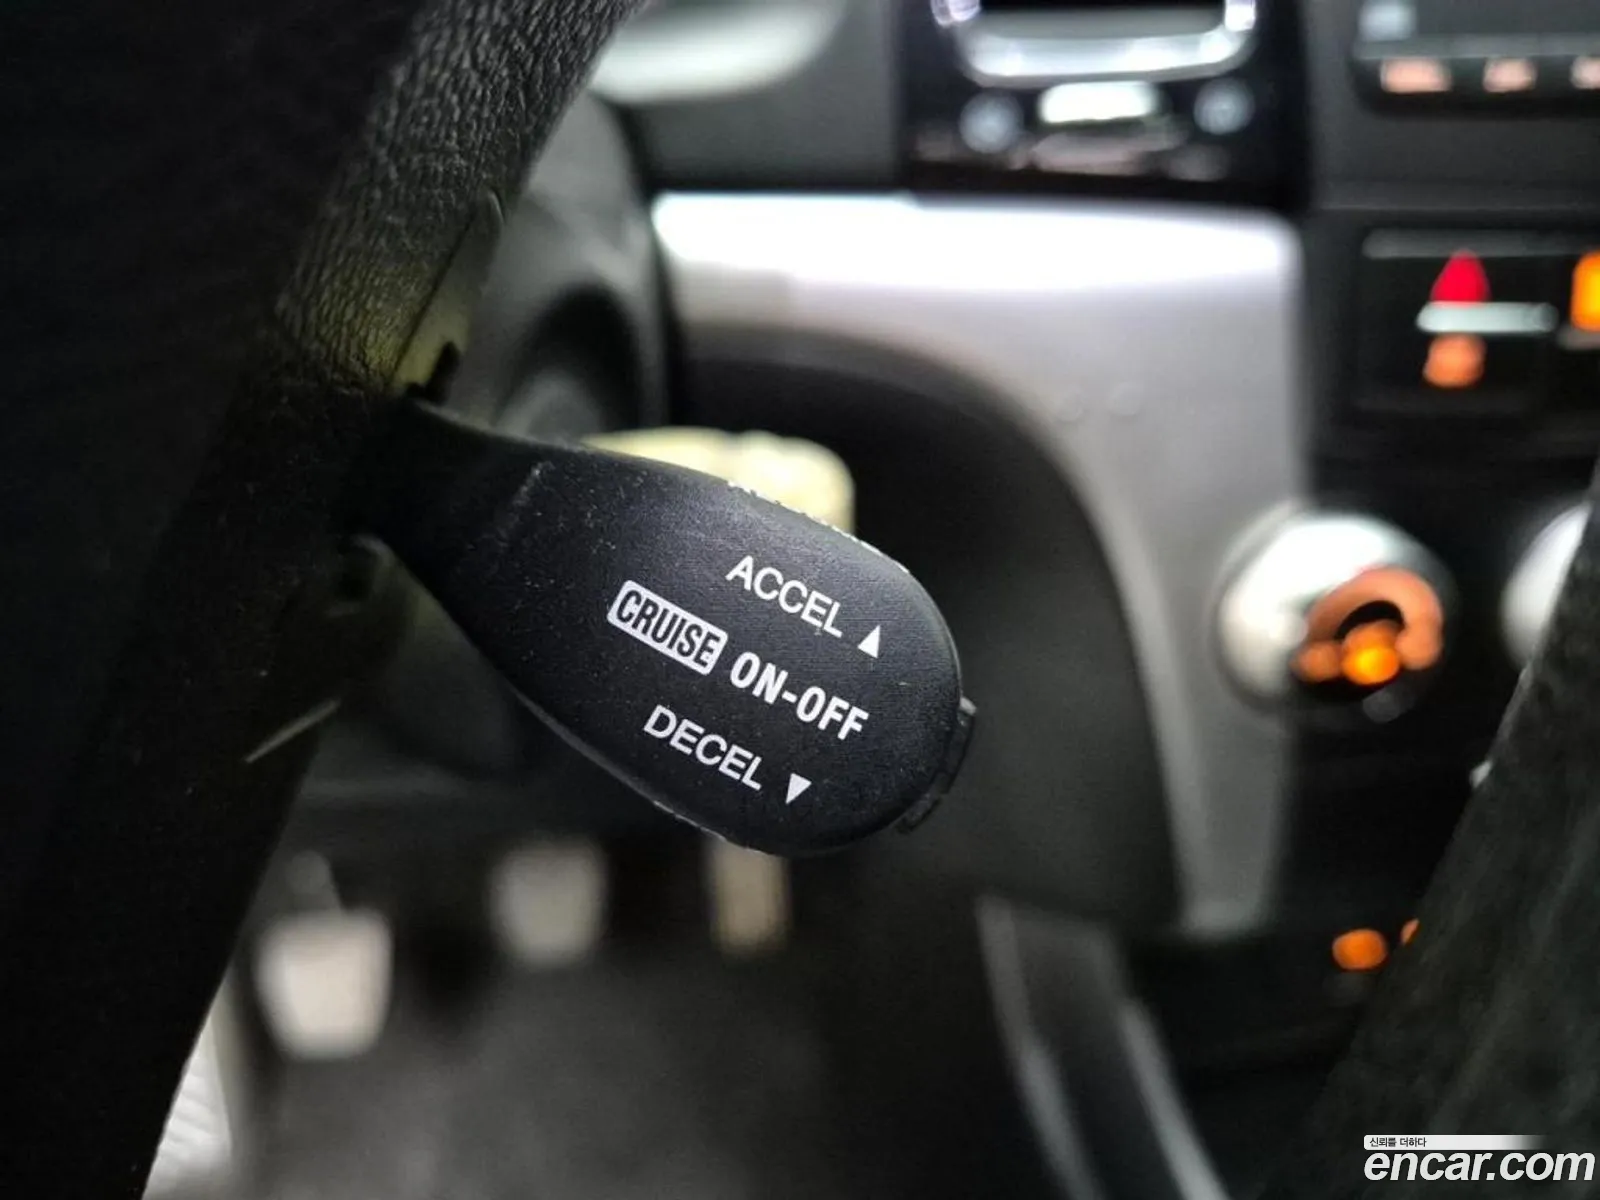 ACCEL ▲
CRUISE ON-OFF
DECEL ▼
신뢰를 더하다
encar.com